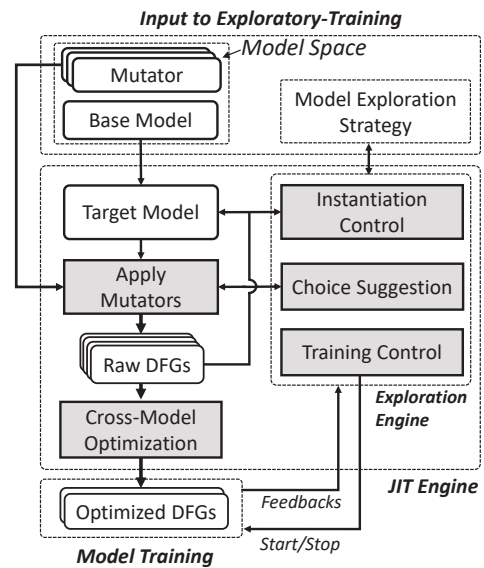 Input to Exploratory-Training
Model Space
Mutator
Base Model
Model Exploration
Strategy
Target Model
Instantiation
Control
Apply
Mutators
Choice Suggestion
Raw DFGs
Training Control
Cross-Model
Optimization
Exploration
Engine
JIT Engine
Optimized DFGs
Feedbacks
Start/Stop
Model Training